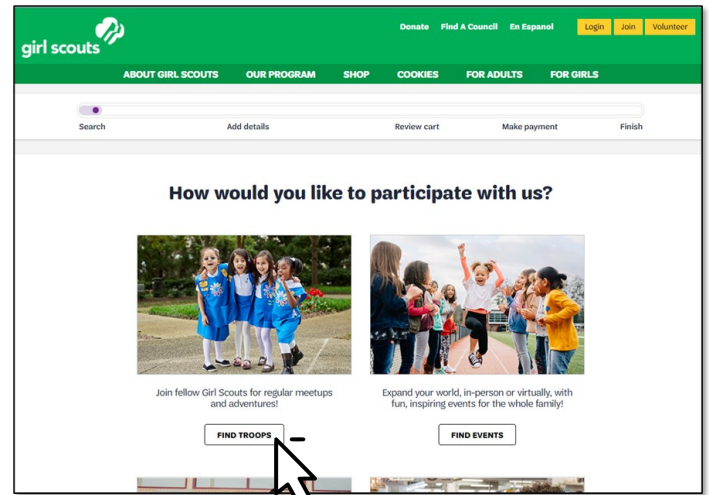 girl scouts
Donate Find A Council En Espanol Login Join Volunteer
ABOUT GIRL SCOUTS OUR PROGRAM SHOP COOKIES FOR ADULTS FOR GIRLS
Search Add details Review cart Make payment Finish
How would you like to participate with us?
Join fellow Girl Scouts for regular meetups
and adventures!
FIND TROOPS
Expand your world, in-person or virtually, with
fun, inspiring events for the whole family!
FIND EVENTS